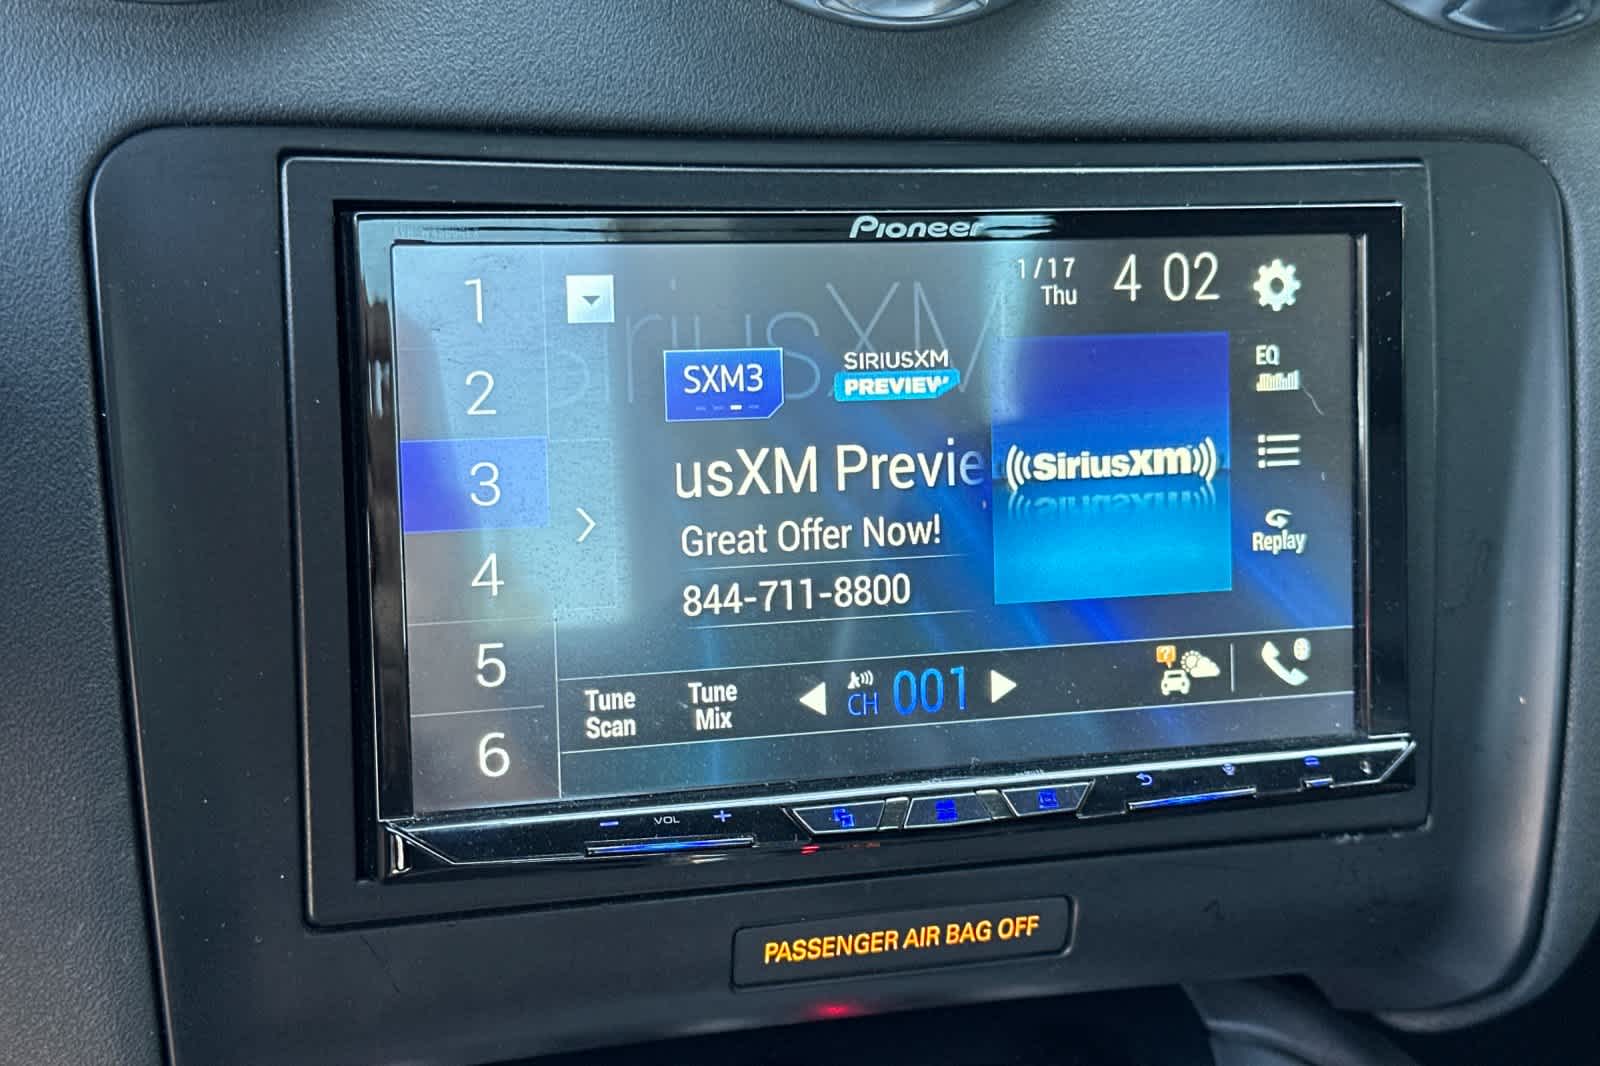 Pioneer
1/17
Thu
4 02
1
2
3
4
5
6
siriusXM
SXM3
SIRIUSXM
PREVIEW
usXM Previe
Great Offer Now!
844-711-8800
((SiriusXM))
EQ
Replay
Tune
Scan
Tune
Mix
CH 001
VOL
PASSENGER AIR BAG OFF